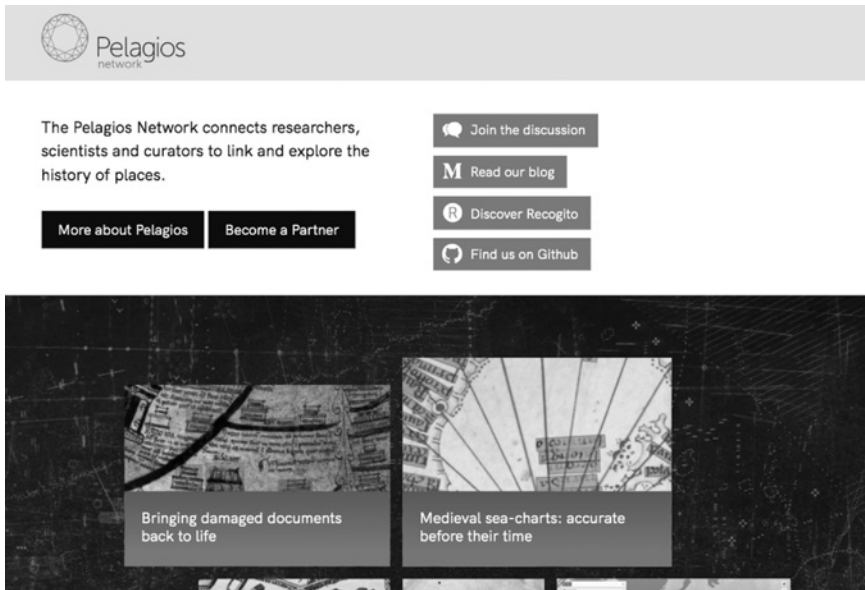 Pelagios
network
The Pelagios Network connects researchers,
scientists and curators to link and explore the
history of places.
More about Pelagios
Become a Partner
Join the discussion
M Read our blog
R Discover Recogito
Find us on Github
Bringing damaged documents
back to life
Medieval sea-charts: accurate
before their time